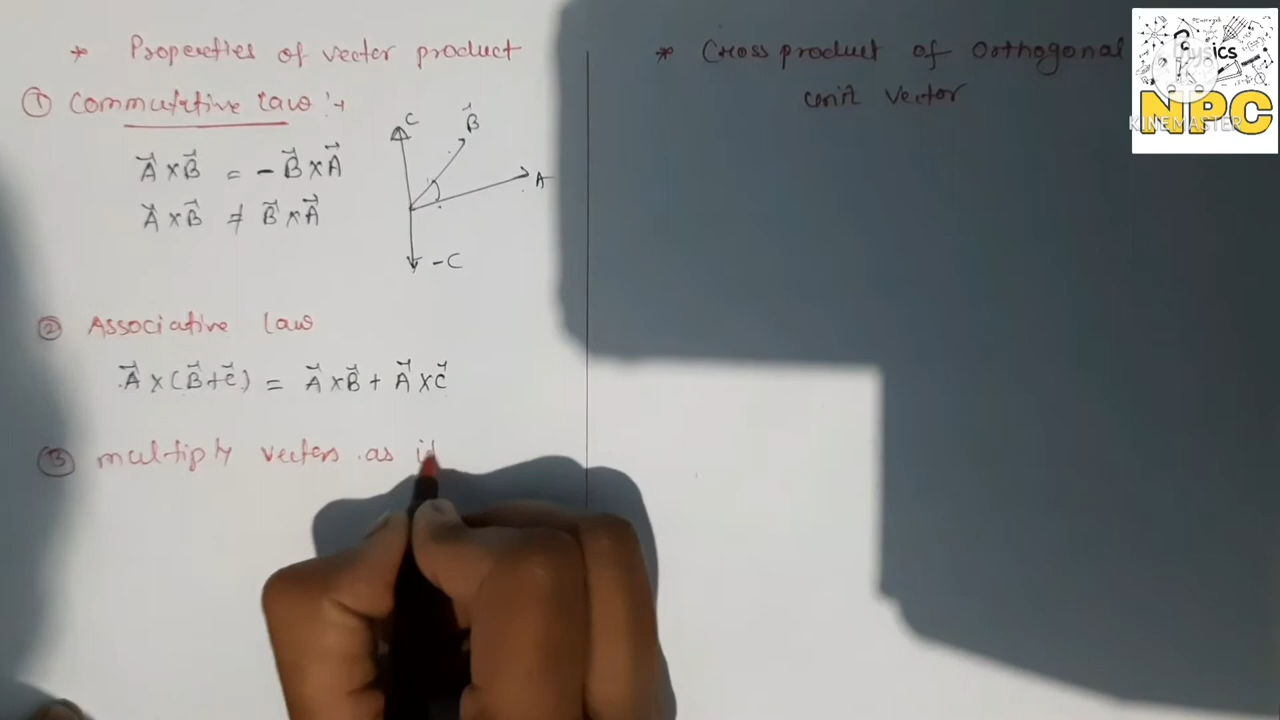 * Properties of vector product
① Commutative law :→
A⃗ × B⃗ = - B⃗ × A⃗
A⃗ × B⃗ ≠ B⃗ × A⃗
C
B⃗
A
-C
② Associative law
A⃗ × (B⃗ + C⃗) = A⃗ × B⃗ + A⃗ × C⃗
③ multiply vectors as
* Cross product of Orthogonal
unit vector
Physics
NPC
KINEMASTER